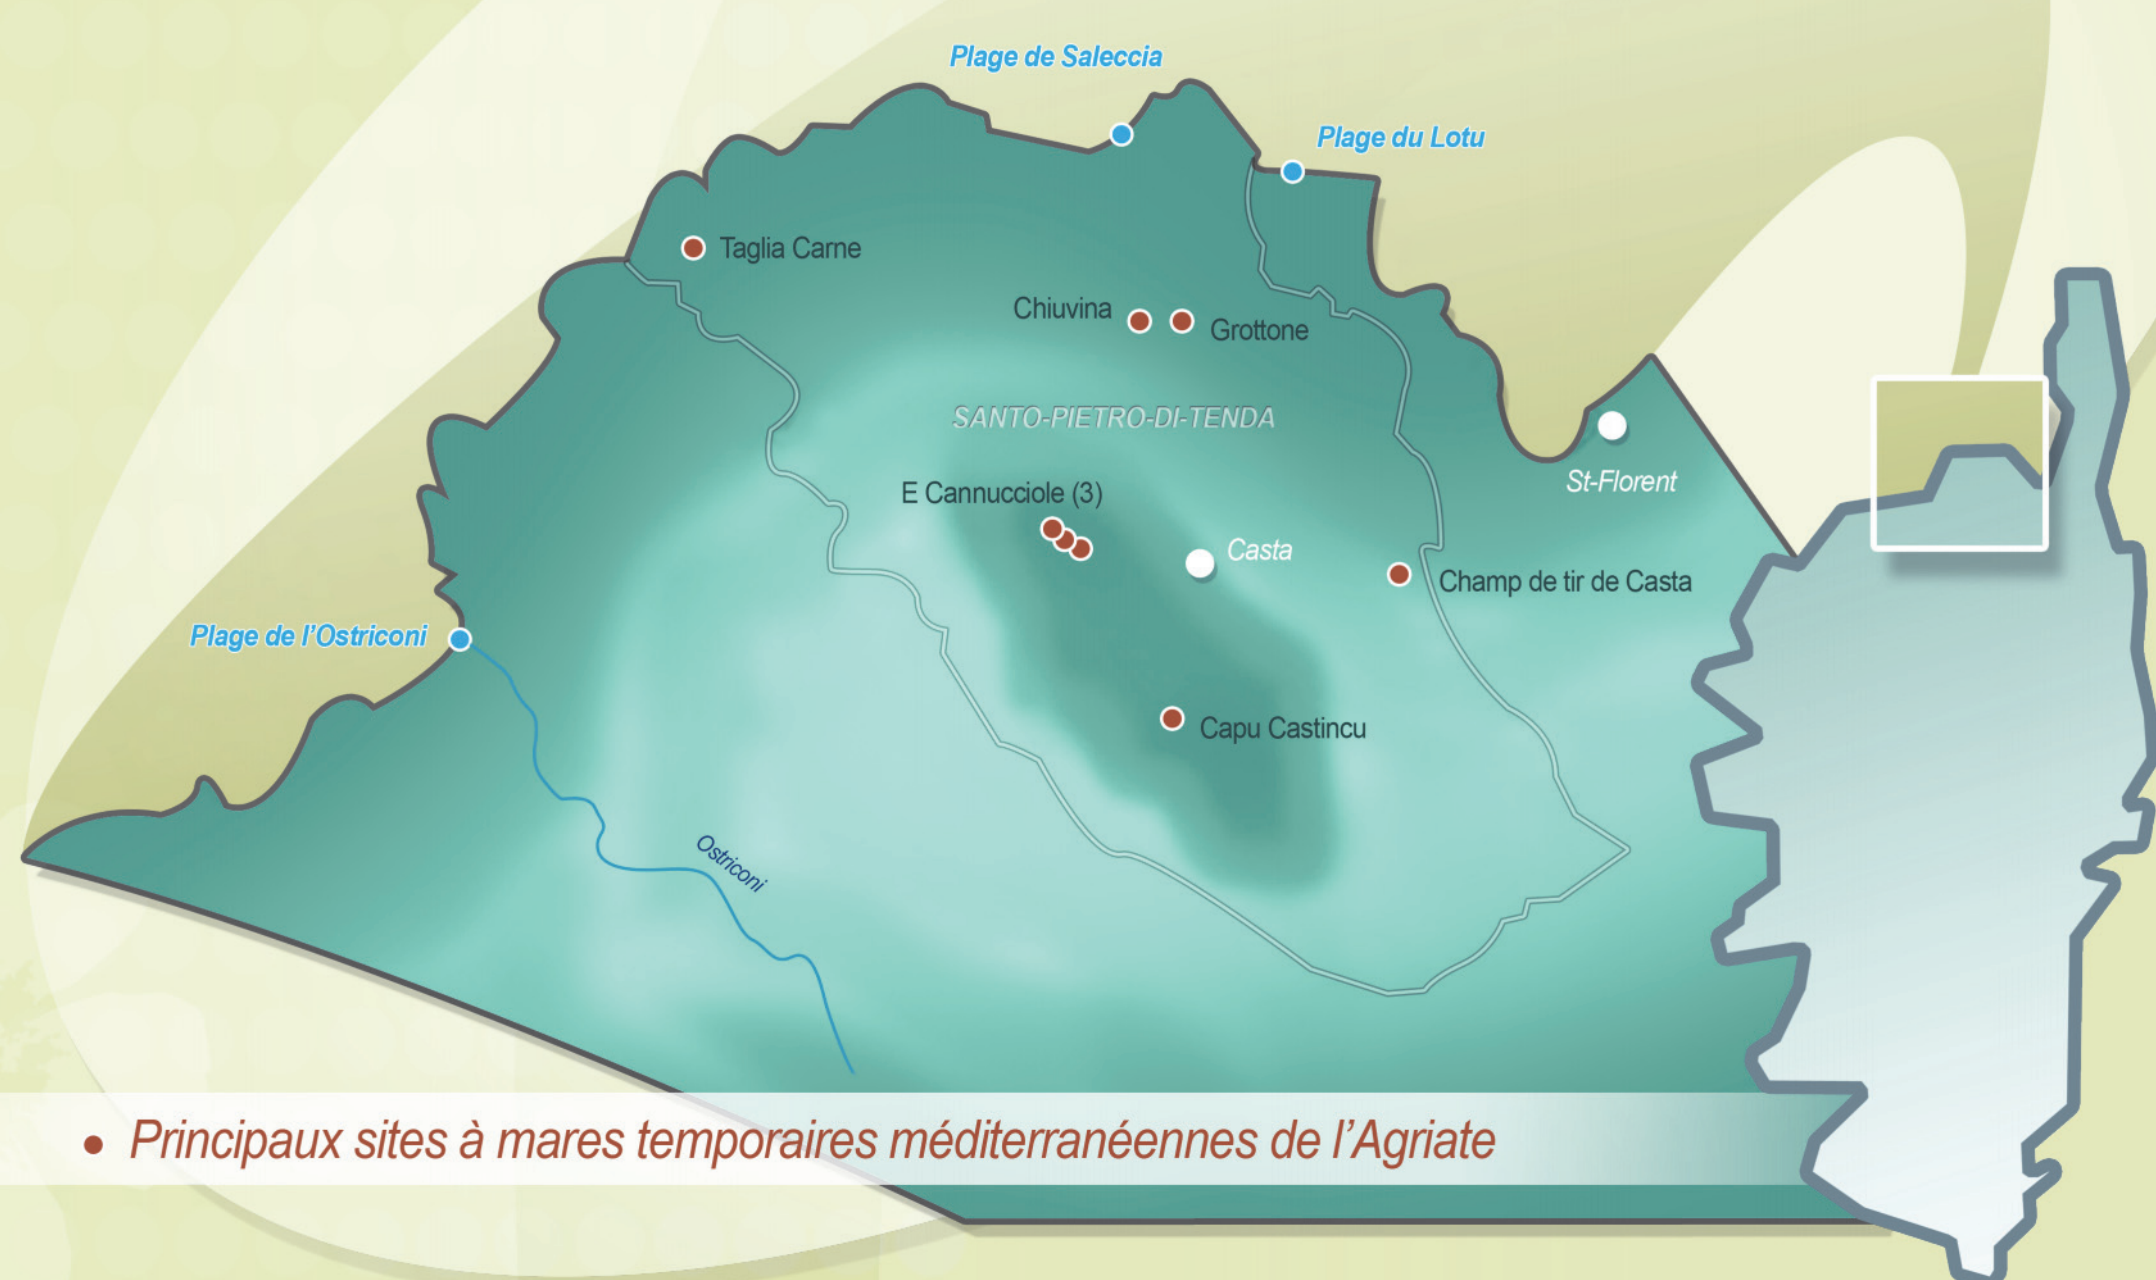 Plage de Saleccia
Plage du Lotu
Taglia Carne
Chiuvina
Grottone
SANTO-PIETRO-DI-TENDA
E Cannucciole (3)
St-Florent
Casta
Champ de tir de Casta
Plage de l'Ostriconi
Capu Castincu
Ostriconi
• Principaux sites à mares temporaires méditerranéennes de l'Agriate